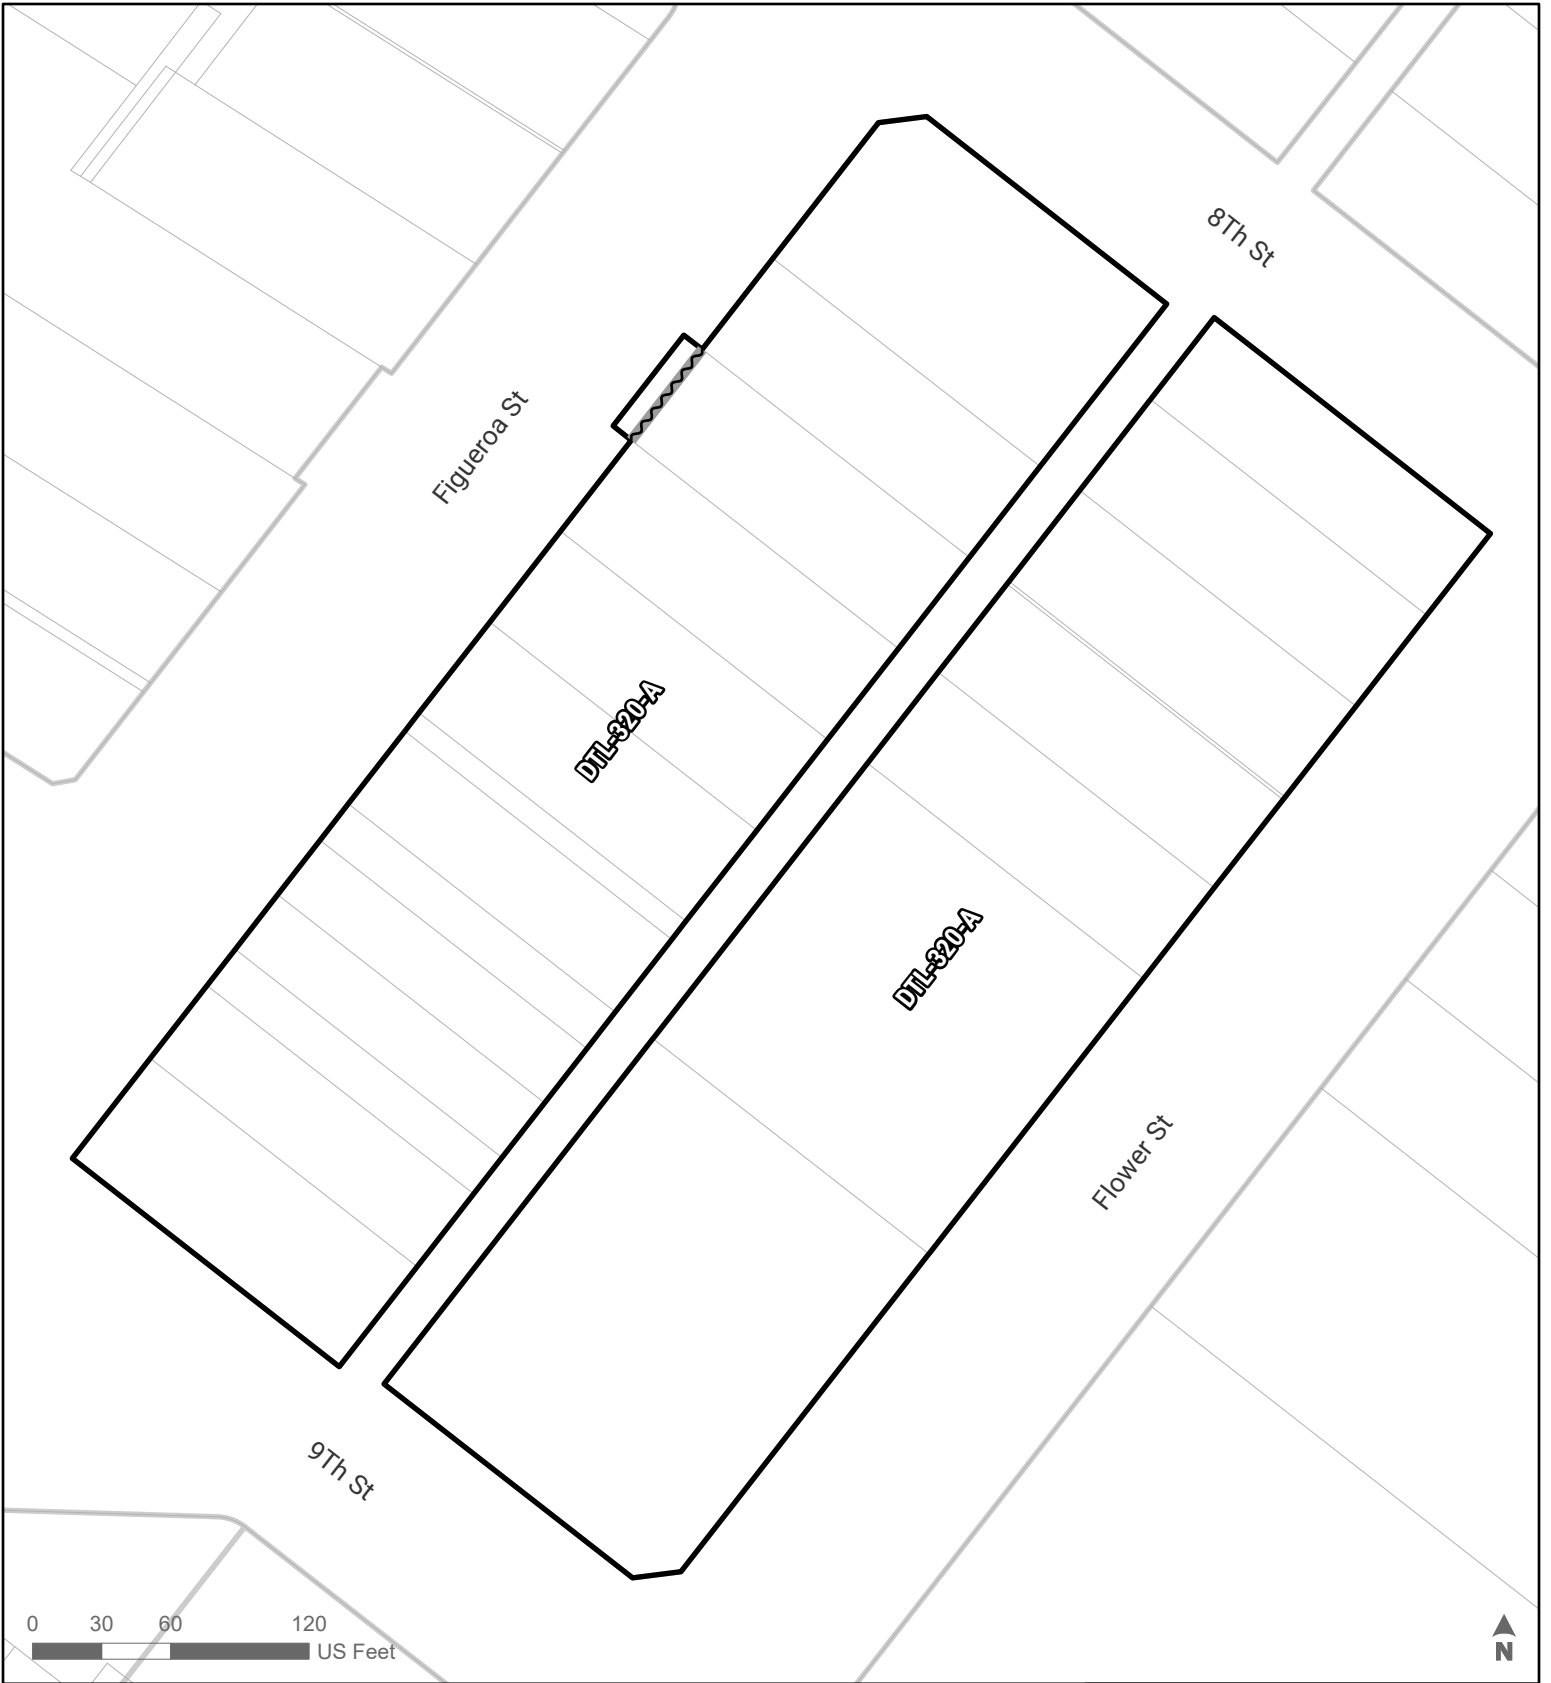 8Th St
Figueroa St
DTL-320-A
DTL-320-A
Flower St
9Th St
0 30 60 120
US Feet
N